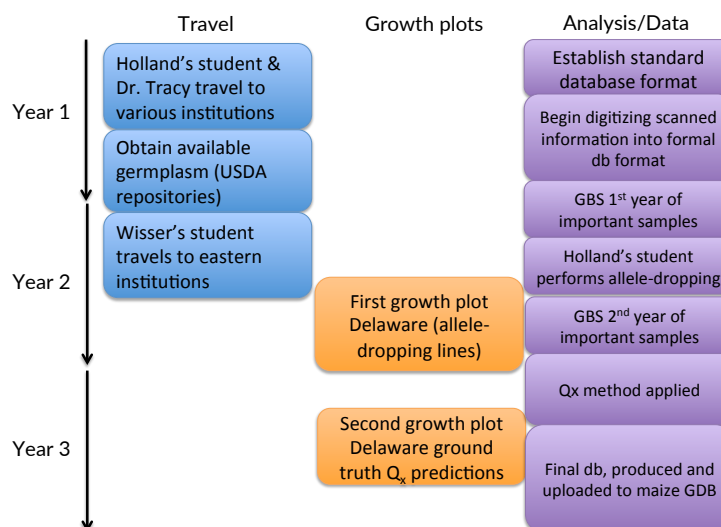 Travel
Growth plots
Analysis/Data
Year 1
Year 2
Year 3
Holland's student &
Dr. Tracy travel to
various institutions
Obtain available
germplasm (USDA
repositories)
Wisser's student
travels to eastern
institutions
First growth plot
Delaware (allele-
dropping lines)
Second growth plot
Delaware ground
truth Qx predictions
Establish standard
database format
Begin digitizing scanned
information into formal
db format
GBS 1st year of
important samples
Holland's student
performs allele-dropping
GBS 2nd year of
important samples
Qx method applied
Final db, produced and
uploaded to maize GDB